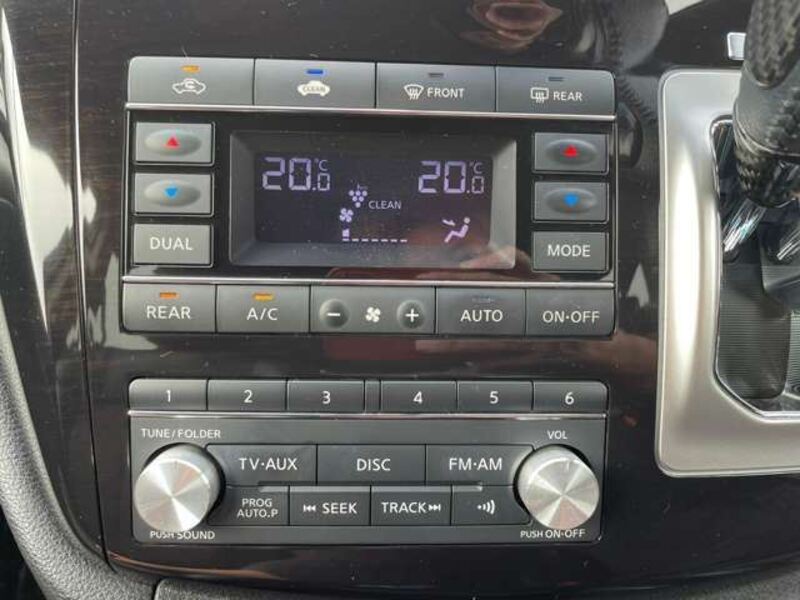 CLEAN FRONT REAR
20.0°C 20.0°C
CLEAN
DUAL MODE
REAR A/C − + AUTO ON·OFF
1 2 3 4 5 6
TUNE/FOLDER VOL
TV·AUX DISC FM·AM
PROG AUTO.P SEEK TRACK
PUSH SOUND PUSH ON-OFF